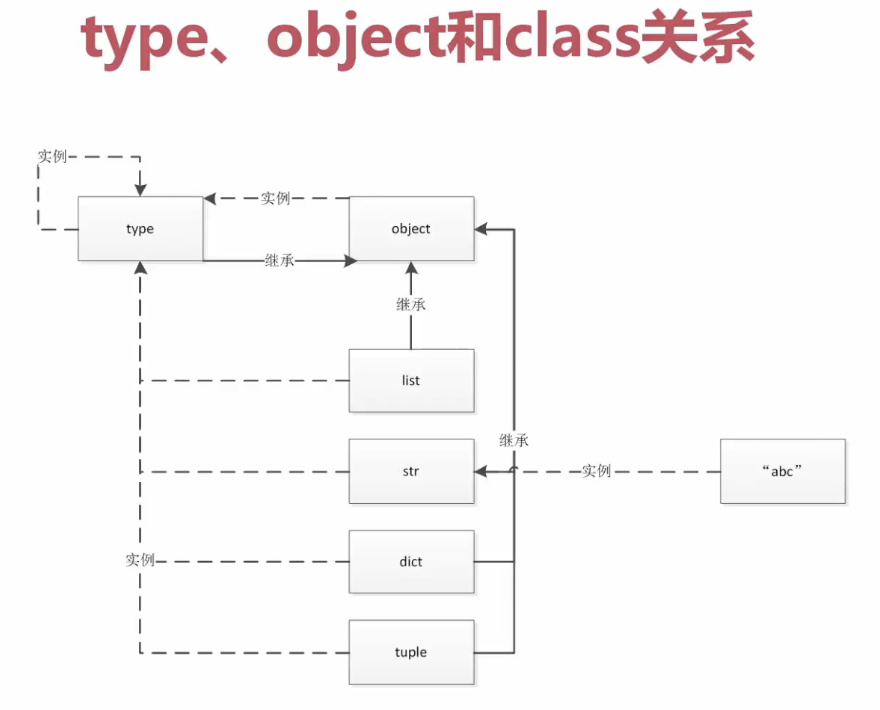 type、object和class关系
实例
实例
type
object
继承
继承
list
继承
str
实例
“abc”
实例
dict
tuple